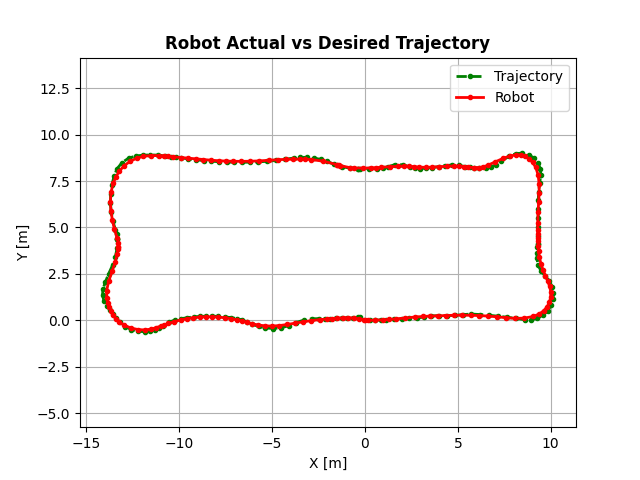 Robot Actual vs Desired Trajectory
Trajectory
Robot
12.5
10.0
7.5
5.0
2.5
0.0
−2.5
−5.0
Y [m]
−15
−10
−5
0
5
10
X [m]